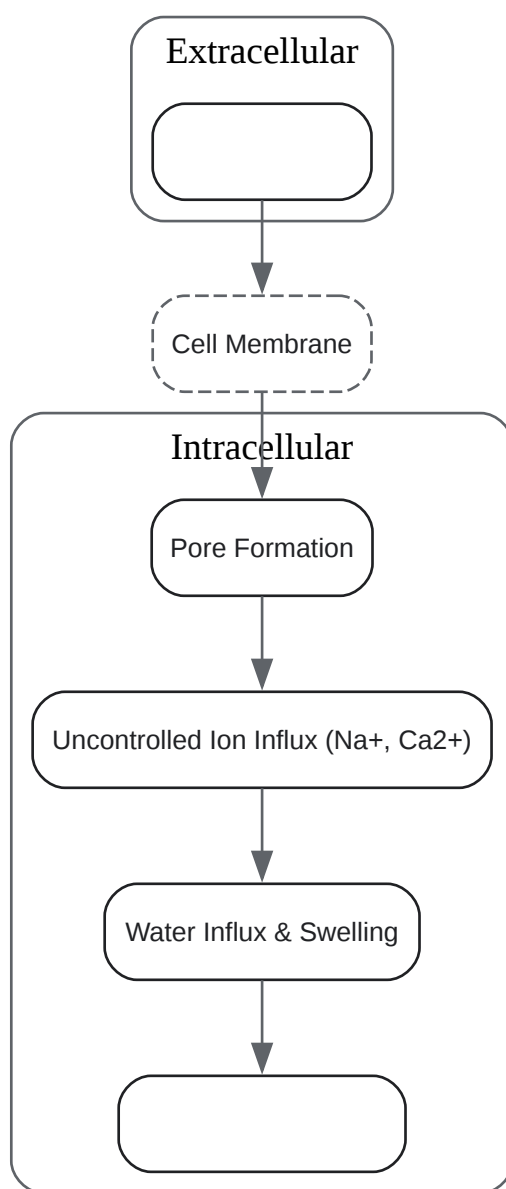 Extracellular
Cell Membrane
Intracellular
Pore Formation
Uncontrolled Ion Influx (Na+, Ca2+)
Water Influx & Swelling